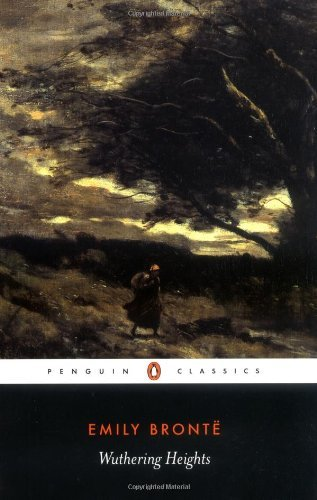 PENGUIN CLASSICS
EMILY BRONTË
Wuthering Heights